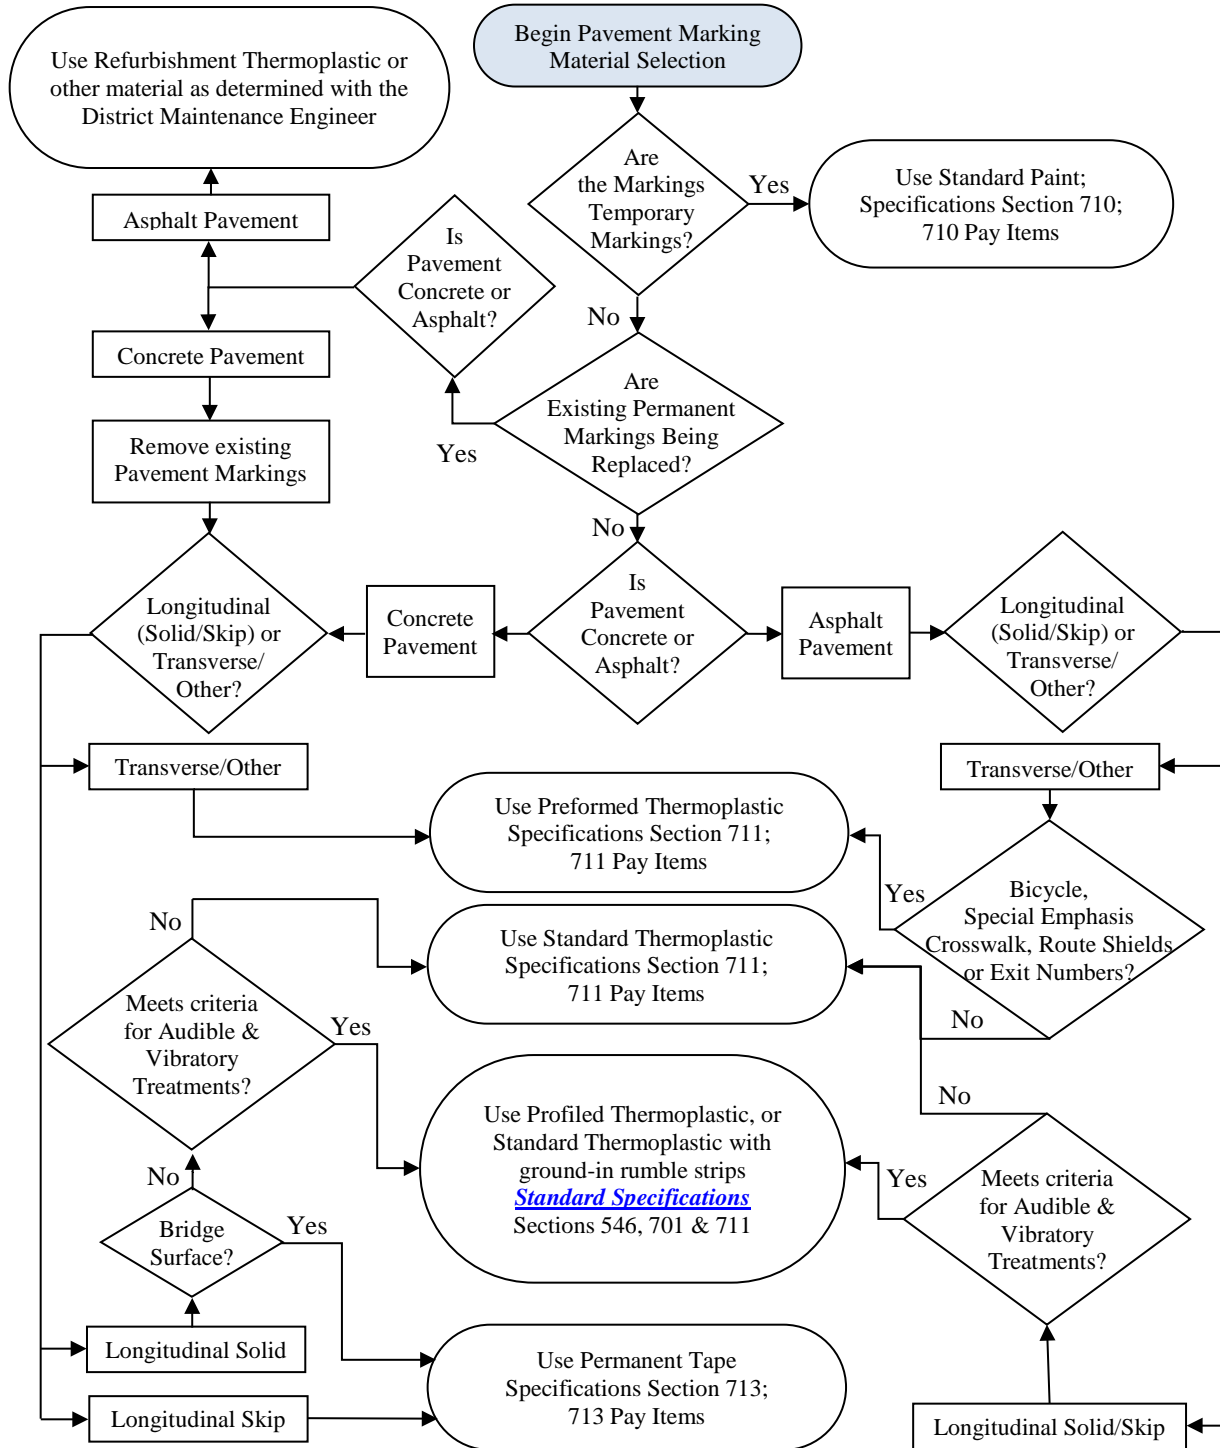 Begin Pavement Marking
Material Selection
Use Refurbishment Thermoplastic or
other material as determined with the
District Maintenance Engineer
Are
the Markings
Temporary
Markings?
Yes
Use Standard Paint;
Specifications Section 710;
710 Pay Items
Asphalt Pavement
Is
Pavement
Concrete or
Asphalt?
No
Concrete Pavement
Are
Existing Permanent
Markings Being
Replaced?
Yes
Remove existing
Pavement Markings
No
Longitudinal
(Solid/Skip) or
Transverse/
Other?
Concrete
Pavement
Is
Pavement
Concrete or
Asphalt?
Asphalt
Pavement
Longitudinal
(Solid/Skip) or
Transverse/
Other?
Transverse/Other
Transverse/Other
Use Preformed Thermoplastic
Specifications Section 711;
711 Pay Items
Yes
Bicycle,
Special Emphasis
Crosswalk, Route Shields
or Exit Numbers?
No
Use Standard Thermoplastic
Specifications Section 711;
711 Pay Items
No
Meets criteria
for Audible &
Vibratory
Treatments?
Yes
No
Use Profiled Thermoplastic, or
Standard Thermoplastic with
ground-in rumble strips
Standard Specifications
Sections 546, 701 & 711
Yes
Meets criteria
for Audible &
Vibratory
Treatments?
No
Bridge
Surface?
Yes
Longitudinal Solid
Use Permanent Tape
Specifications Section 713;
713 Pay Items
Longitudinal Skip
Longitudinal Solid/Skip